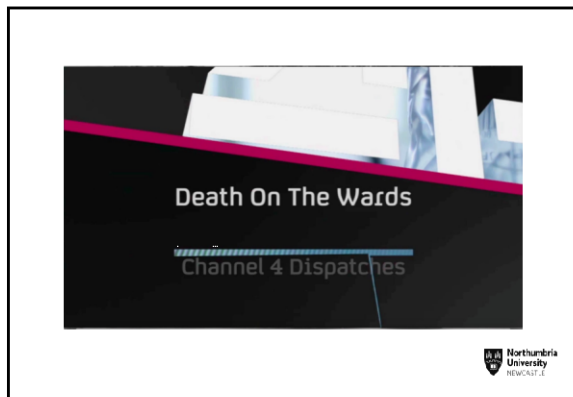 Death On The Wards
Channel 4 Dispatches
Northumbria
University
NEWCASTLE